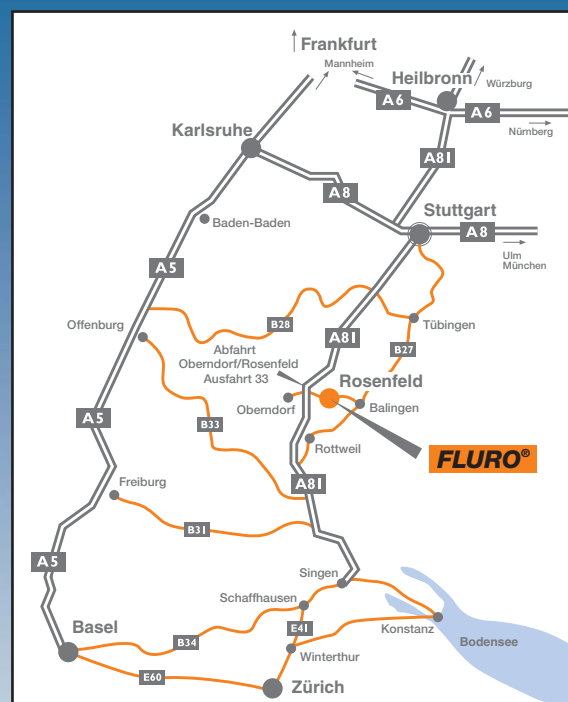 Frankfurt
Mannheim
Heilbronn
Würzburg
A6
A6
Nürnberg
Karlsruhe
A81
A8
Stuttgart
A8
Ulm
München
Baden-Baden
A5
Offenburg
B28
Tübingen
A81
B27
Abfahrt
Oberndorf/Rosenfeld
Ausfahrt 33
Rosenfeld
Oberndorf
Balingen
A5
B33
Rottweil
FLURO®
A81
Freiburg
B31
A5
Singen
Schaffhausen
E41
Konstanz
Basel
B34
Bodensee
Winterthur
E60
Zürich